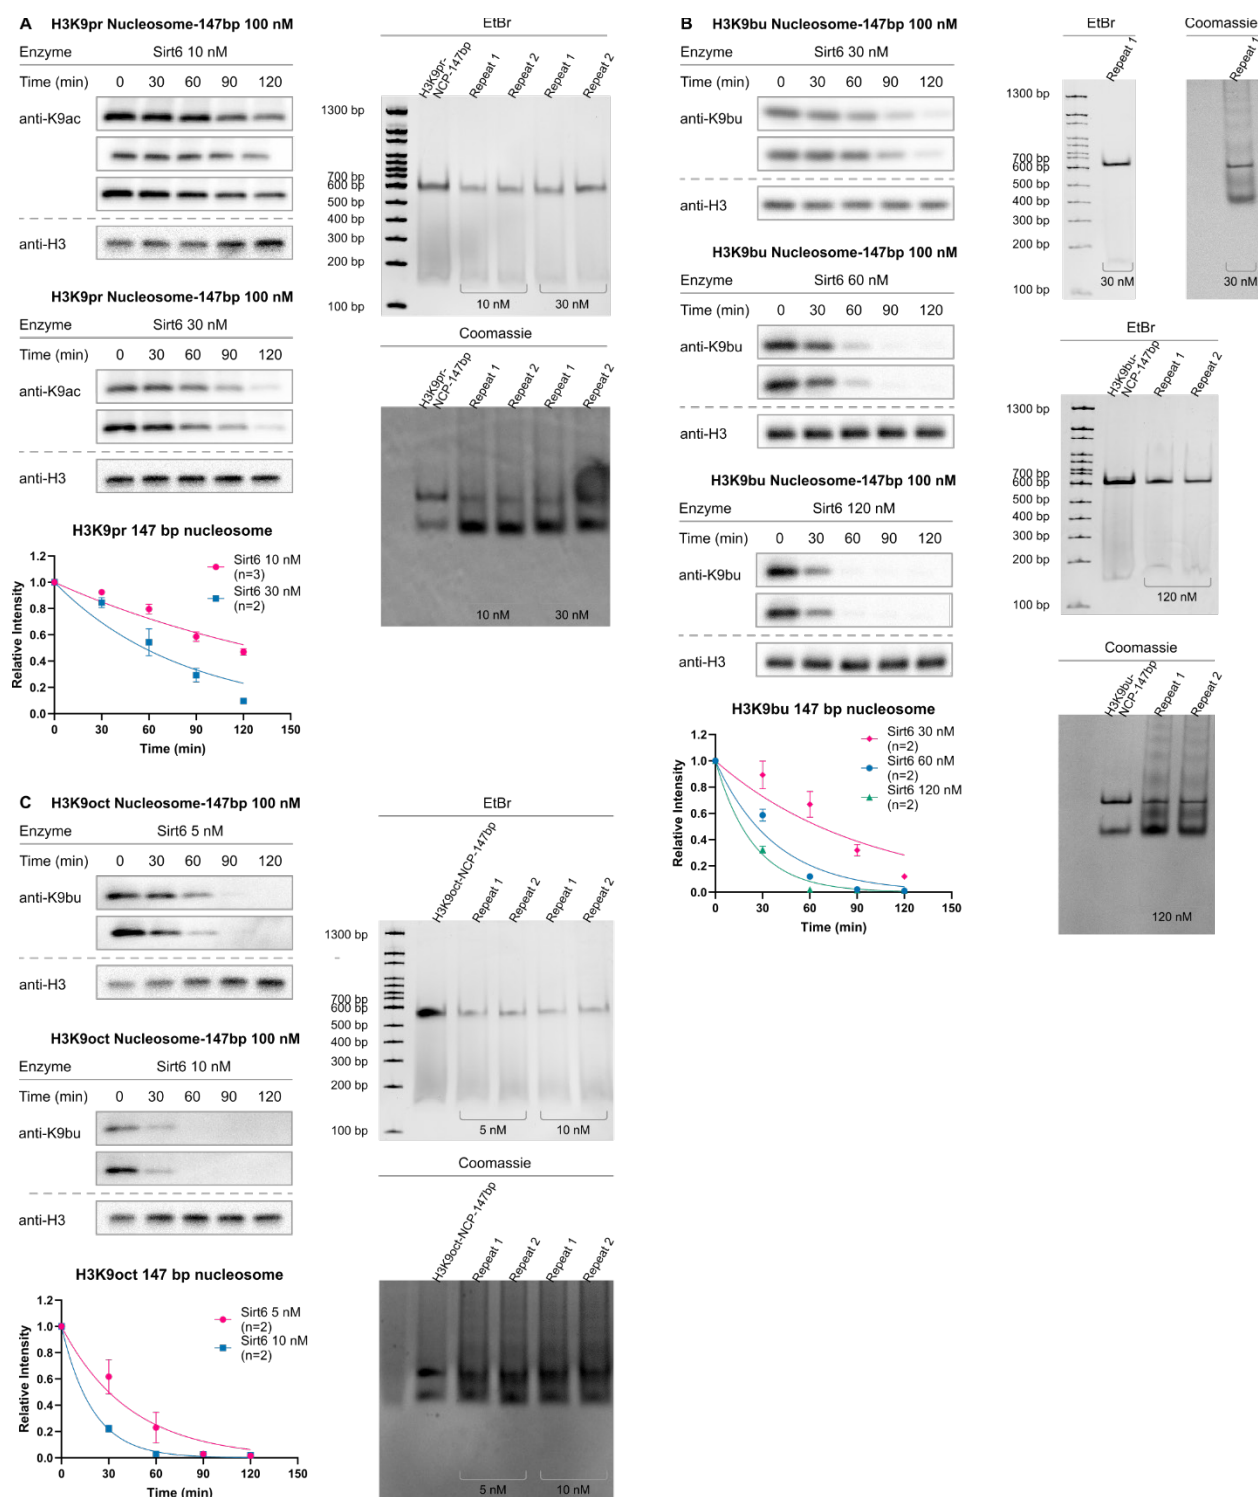 A H3K9pr Nucleosome-147bp 100 nM
Enzyme Sirt6 10 nM
Time (min) 0 30 60 90 120
anti-K9ac
anti-H3
H3K9pr Nucleosome-147bp 100 nM
Enzyme Sirt6 30 nM
Time (min) 0 30 60 90 120
anti-K9ac
anti-H3
H3K9pr 147 bp nucleosome
Sirt6 10 nM
(n=3)
Sirt6 30 nM
(n=2)
Relative Intensity
1.2
1.0
0.8
0.6
0.4
0.2
0.0
0 30 60 90 120 150
Time (min)
EtBr
H3K9pr-
NCP-147bp
Repeat 1
Repeat 2
Repeat 1
Repeat 2
1300 bp
700 bp
600 bp
500 bp
400 bp
300 bp
200 bp
100 bp
10 nM 30 nM
Coomassie
H3K9pr-
NCP-147bp
Repeat 1
Repeat 2
Repeat 1
Repeat 2
10 nM 30 nM
B H3K9bu Nucleosome-147bp 100 nM
Enzyme Sirt6 30 nM
Time (min) 0 30 60 90 120
anti-K9bu
anti-H3
H3K9bu Nucleosome-147bp 100 nM
Enzyme Sirt6 60 nM
Time (min) 0 30 60 90 120
anti-K9bu
anti-H3
H3K9bu Nucleosome-147bp 100 nM
Enzyme Sirt6 120 nM
Time (min) 0 30 60 90 120
anti-K9bu
anti-H3
H3K9bu 147 bp nucleosome
Sirt6 30 nM
(n=2)
Sirt6 60 nM
(n=2)
Sirt6 120 nM
(n=2)
Relative Intensity
1.2
1.0
0.8
0.6
0.4
0.2
0.0
0 30 60 90 120 150
Time (min)
EtBr
Repeat 1
1300 bp
700 bp
600 bp
500 bp
400 bp
300 bp
200 bp
100 bp
30 nM
Coomassie
Repeat 1
30 nM
EtBr
H3K9bu-
NCP-147bp
Repeat 1
Repeat 2
1300 bp
700 bp
600 bp
500 bp
400 bp
300 bp
200 bp
100 bp
120 nM
Coomassie
H3K9bu-
NCP-147bp
Repeat 1
Repeat 2
120 nM
C H3K9oct Nucleosome-147bp 100 nM
Enzyme Sirt6 5 nM
Time (min) 0 30 60 90 120
anti-K9bu
anti-H3
H3K9oct Nucleosome-147bp 100 nM
Enzyme Sirt6 10 nM
Time (min) 0 30 60 90 120
anti-K9bu
anti-H3
H3K9oct 147 bp nucleosome
Sirt6 5 nM
(n=2)
Sirt6 10 nM
(n=2)
Relative Intensity
1.2
1.0
0.8
0.6
0.4
0.2
0.0
0 30 60 90 120 150
Time (min)
EtBr
H3K9oct-NCP-147bp
Repeat 1
Repeat 2
Repeat 1
Repeat 2
1300 bp
700 bp
600 bp
500 bp
400 bp
300 bp
200 bp
100 bp
5 nM 10 nM
Coomassie
H3K9oct-NCP-147bp
Repeat 1
Repeat 2
Repeat 1
Repeat 2
5 nM 10 nM